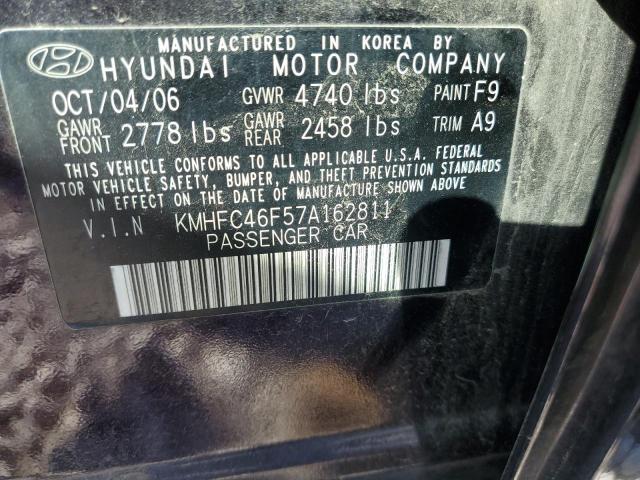 MANUFACTURED IN KOREA BY
HYUNDAI MOTOR COMPANY
OCT/04/06 GVWR 4740 lbs PAINT F9
GAWR FRONT 2778 lbs GAWR REAR 2458 lbs TRIM A9
THIS VEHICLE CONFORMS TO ALL APPLICABLE U.S.A. FEDERAL
MOTOR VEHICLE SAFETY, BUMPER, AND THEFT PREVENTION
STANDARDS IN EFFECT ON THE DATE OF
MANUFACTURE SHOWN ABOVE
V.I.N KMHFC46F57A162811
PASSENGER CAR